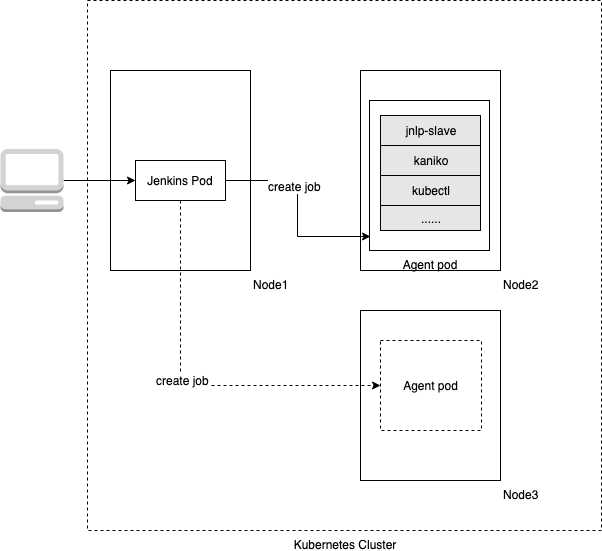 jnlp-slave
kaniko
kubectl
......
Jenkins Pod
create job
Agent pod
Node1
Node2
create job
Agent pod
Node3
Kubernetes Cluster